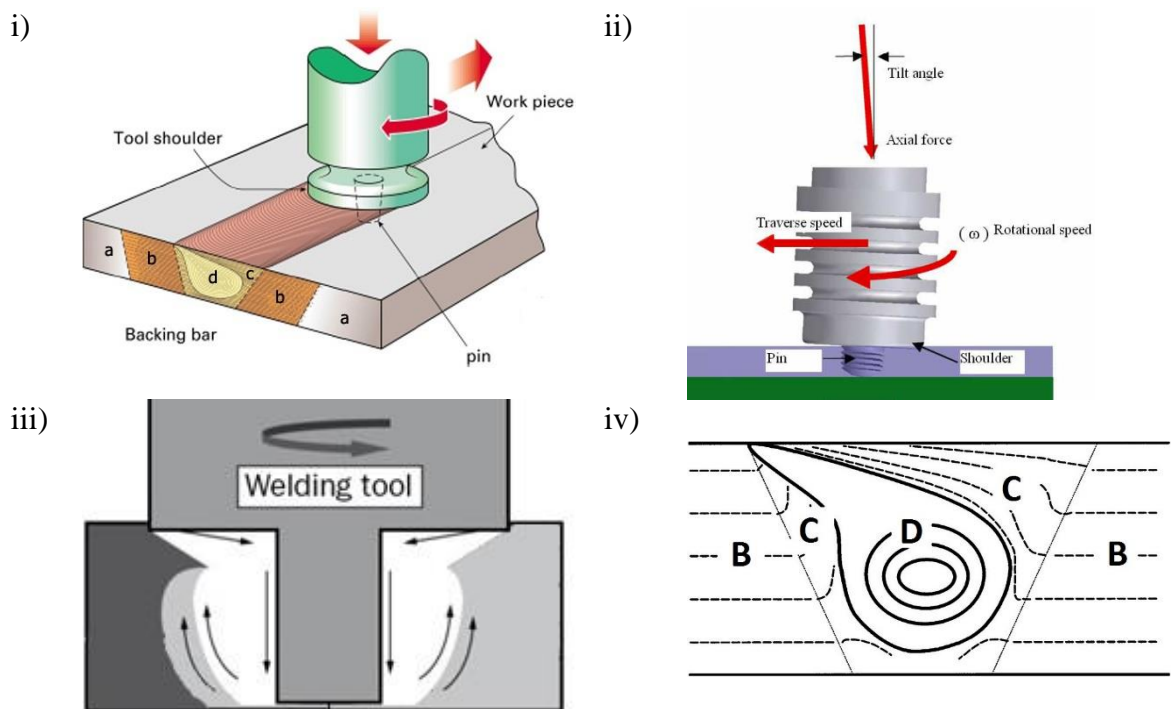 i)
Work piece
Tool shoulder
a
b
d
c
b
a
Backing bar
pin
ii)
Tilt angle
Axial force
Traverse speed
(ω) Rotational speed
Pin
Shoulder
iii)
Welding tool
iv)
B
C
D
C
B